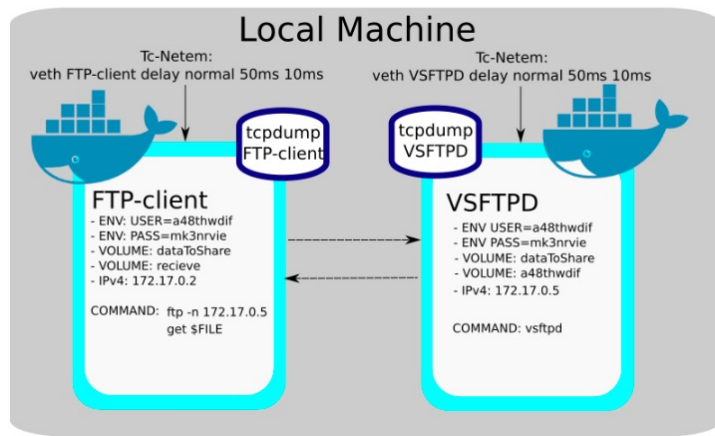 Local Machine
Tc-Netem:
veth FTP-client delay normal 50ms 10ms
Tc-Netem:
veth VSFTPD delay normal 50ms 10ms
tcpdump
FTP-client
tcpdump
VSFTPD
FTP-client
- ENV: USER=a48thwdif
- ENV: PASS=mk3nrvie
- VOLUME: dataToShare
- VOLUME: recieve
- IPv4: 172.17.0.2
COMMAND: ftp -n 172.17.0.5
get $FILE
VSFTPD
- ENV USER=a48thwdif
- ENV PASS=mk3nrvie
- VOLUME: dataToShare
- VOLUME: a48thwdif
- IPv4: 172.17.0.5
COMMAND: vsftpd